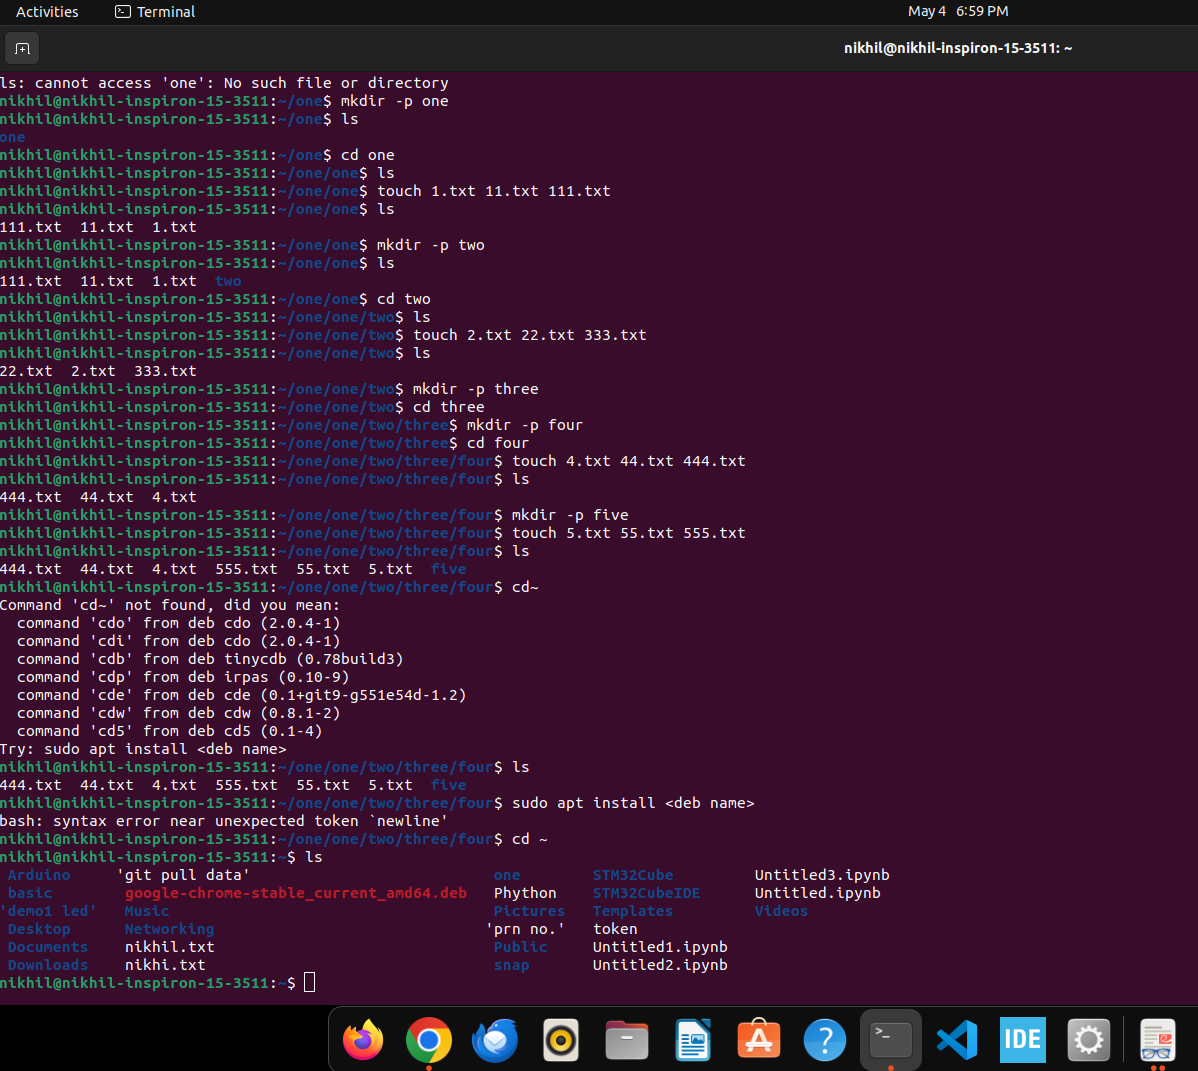 Activities Terminal May 4 6:59 PM
nikhil@nikhil-inspiron-15-3511: ~
ls: cannot access 'one': No such file or directory
nikhil@nikhil-inspiron-15-3511:~/one$ mkdir -p one
nikhil@nikhil-inspiron-15-3511:~/one$ ls
one
nikhil@nikhil-inspiron-15-3511:~/one$ cd one
nikhil@nikhil-inspiron-15-3511:~/one/one$ ls
nikhil@nikhil-inspiron-15-3511:~/one/one$ touch 1.txt 11.txt 111.txt
nikhil@nikhil-inspiron-15-3511:~/one/one$ ls
111.txt 11.txt 1.txt
nikhil@nikhil-inspiron-15-3511:~/one/one$ mkdir -p two
nikhil@nikhil-inspiron-15-3511:~/one/one$ ls
111.txt 11.txt 1.txt two
nikhil@nikhil-inspiron-15-3511:~/one/one$ cd two
nikhil@nikhil-inspiron-15-3511:~/one/one/two$ ls
nikhil@nikhil-inspiron-15-3511:~/one/one/two$ touch 2.txt 22.txt 333.txt
nikhil@nikhil-inspiron-15-3511:~/one/one/two$ ls
22.txt 2.txt 333.txt
nikhil@nikhil-inspiron-15-3511:~/one/one/two$ mkdir -p three
nikhil@nikhil-inspiron-15-3511:~/one/one/two$ cd three
nikhil@nikhil-inspiron-15-3511:~/one/one/two/three$ mkdir -p four
nikhil@nikhil-inspiron-15-3511:~/one/one/two/three$ cd four
nikhil@nikhil-inspiron-15-3511:~/one/one/two/three/four$ touch 4.txt 44.txt 444.txt
nikhil@nikhil-inspiron-15-3511:~/one/one/two/three/four$ ls
444.txt 44.txt 4.txt
nikhil@nikhil-inspiron-15-3511:~/one/one/two/three/four$ mkdir -p five
nikhil@nikhil-inspiron-15-3511:~/one/one/two/three/four$ touch 5.txt 55.txt 555.txt
nikhil@nikhil-inspiron-15-3511:~/one/one/two/three/four$ ls
444.txt 44.txt 4.txt 555.txt 55.txt 5.txt five
nikhil@nikhil-inspiron-15-3511:~/one/one/two/three/four$ cd~
Command 'cd~' not found, did you mean:
command 'cdo' from deb cdo (2.0.4-1)
command 'cdi' from deb cdo (2.0.4-1)
command 'cdb' from deb tinycdb (0.78build3)
command 'cdp' from deb irpas (0.10-9)
command 'cde' from deb cde (0.1+git9-g551e54d-1.2)
command 'cdw' from deb cdw (0.8.1-2)
command 'cd5' from deb cd5 (0.1-4)
Try: sudo apt install <deb name>
nikhil@nikhil-inspiron-15-3511:~/one/one/two/three/four$ ls
444.txt 44.txt 4.txt 555.txt 55.txt 5.txt five
nikhil@nikhil-inspiron-15-3511:~/one/one/two/three/four$ sudo apt install <deb name>
bash: syntax error near unexpected token `newline'
nikhil@nikhil-inspiron-15-3511:~/one/one/two/three/four$ cd ~
nikhil@nikhil-inspiron-15-3511:~$ ls
Arduino 'git pull data' one STM32Cube Untitled3.ipynb
basic google-chrome-stable_current_amd64.deb Phython STM32CubeIDE Untitled.ipynb
'demo1 led' Music Pictures Templates Videos
Desktop Networking 'prn no.' token
Documents nikhil.txt Public Untitled1.ipynb
Downloads nikhi.txt snap Untitled2.ipynb
nikhil@nikhil-inspiron-15-3511:~$
IDE